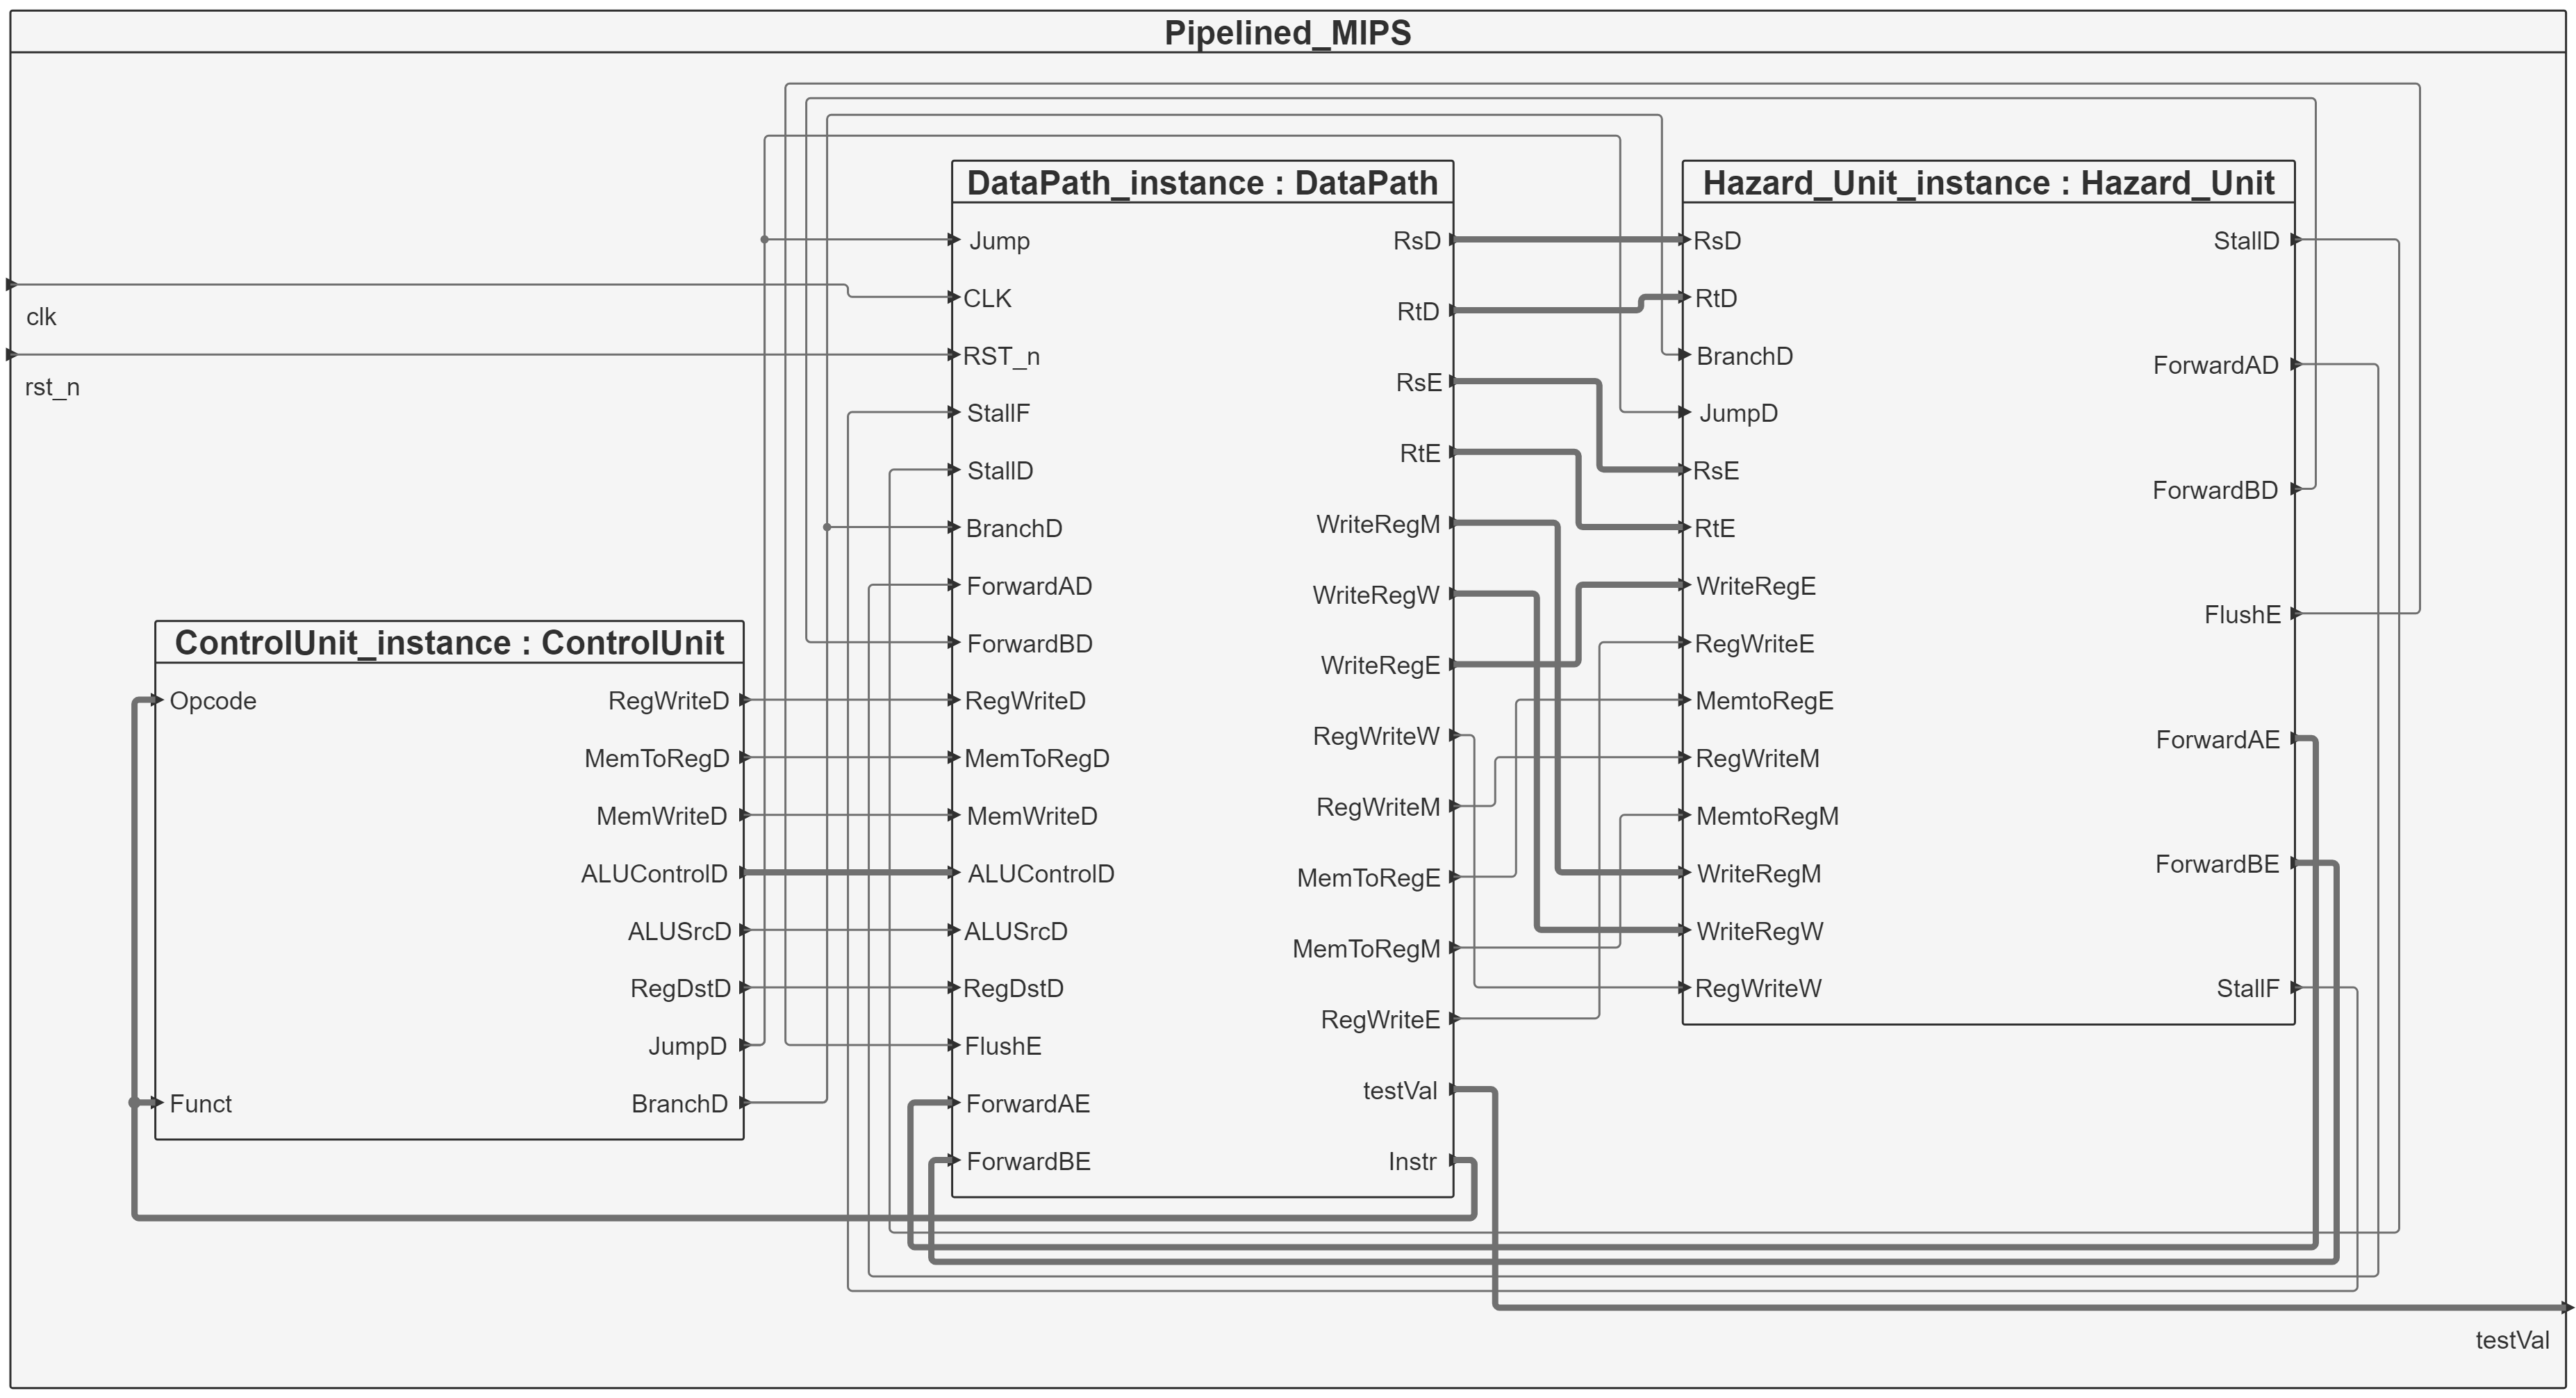 Pipelined_MIPS
clk
rst_n
ControlUnit_instance : ControlUnit
Opcode
Funct
RegWriteD
MemToRegD
MemWriteD
ALUControlD
ALUSrcD
RegDstD
JumpD
BranchD
DataPath_instance : DataPath
Jump
CLK
RST_n
StallF
StallD
BranchD
ForwardAD
ForwardBD
RegWriteD
MemToRegD
MemWriteD
ALUControlD
ALUSrcD
RegDstD
FlushE
ForwardAE
ForwardBE
RsD
RtD
RsE
RtE
WriteRegM
WriteRegW
WriteRegE
RegWriteW
RegWriteM
MemToRegE
MemToRegM
RegWriteE
testVal
Instr
Hazard_Unit_instance : Hazard_Unit
RsD
RtD
BranchD
JumpD
RsE
RtE
WriteRegE
RegWriteE
MemtoRegE
RegWriteM
MemtoRegM
WriteRegM
WriteRegW
RegWriteW
StallD
ForwardAD
ForwardBD
FlushE
ForwardAE
ForwardBE
StallF
testVal